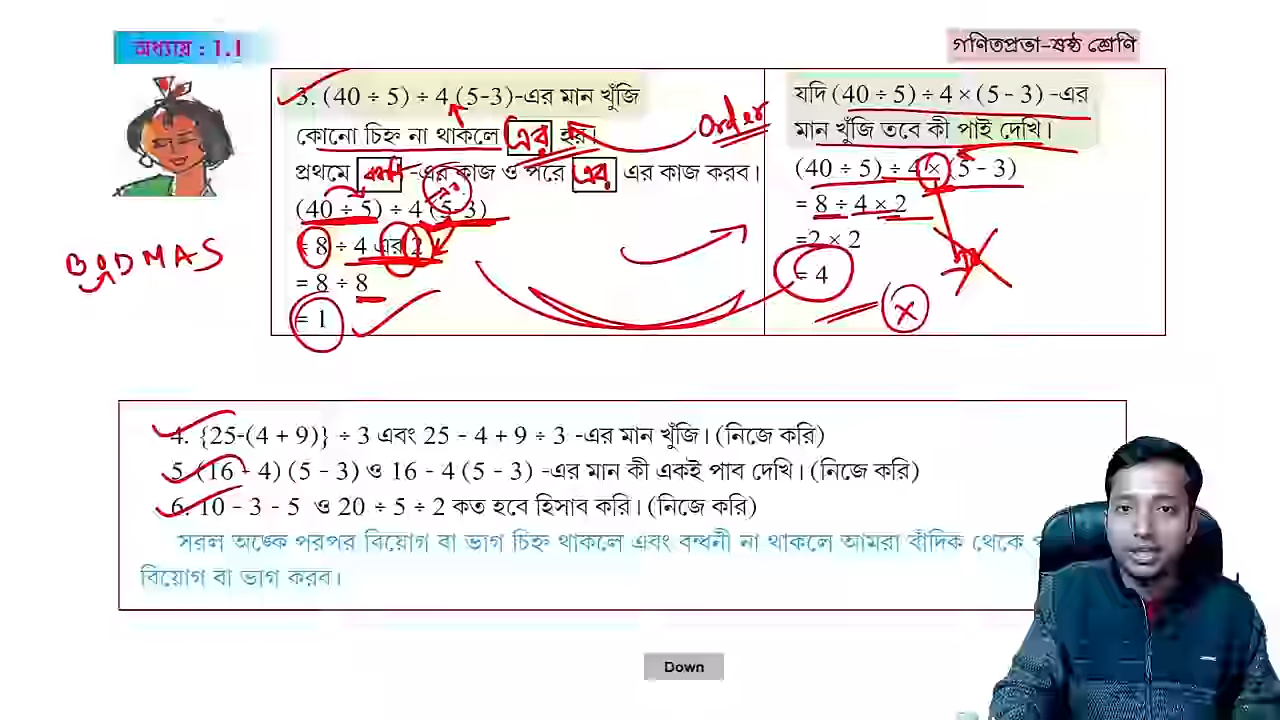 অধ্যায় : 1.1
গণিতপ্রভা-ষষ্ঠ শ্রেণি
3. (40 ÷ 5) ÷ 4 (5-3)-এর মান খুঁজি
কোনো চিহ্ন না থাকলে এর হয়।
প্রথমে -এর কাজ ও পরে এর এর কাজ করব।
(40 ÷ 5) ÷ 4 (5-3)
= 8 ÷ 4 এর 2
= 8 ÷ 8
= 1
Order
BODMAS
যদি (40 ÷ 5) ÷ 4 × (5 - 3) -এর
মান খুঁজি তবে কী পাই দেখি।
(40 ÷ 5) ÷ 4 × (5 - 3)
= 8 ÷ 4 × 2
=2 × 2
= 4
4. {25-(4 + 9)} ÷ 3 এবং 25 - 4 + 9 ÷ 3 -এর মান খুঁজি। (নিজে করি)
5. (16 - 4) (5 - 3) ও 16 - 4 (5 - 3) -এর মান কী একই পাব দেখি। (নিজে করি)
6. 10 - 3 - 5 ও 20 ÷ 5 ÷ 2 কত হবে হিসাব করি। (নিজে করি)
সরল অঙ্কে পরপর বিয়োগ বা ভাগ চিহ্ন থাকলে এবং বন্ধনী না থাকলে আমরা বাঁদিক থেকে
বিয়োগ বা ভাগ করব।
Down